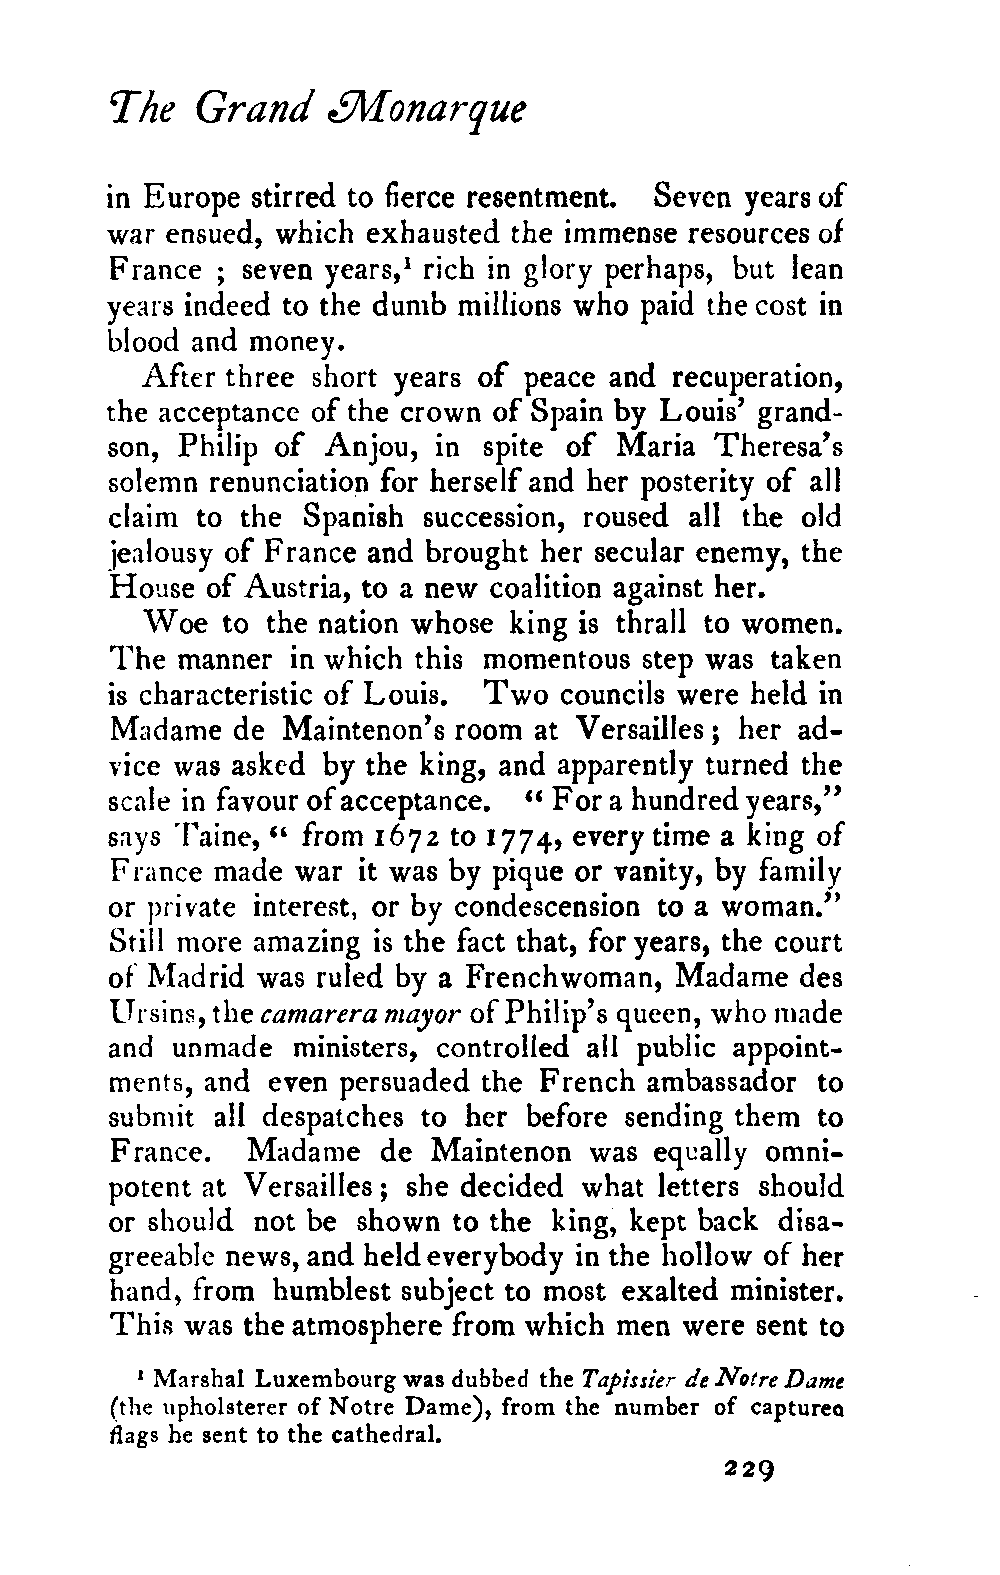 The Grand Monarque
in Europe stirred to fierce resentment. Seven years of
war ensued, which exhausted the immense resources of
France ; seven years,¹ rich in glory perhaps, but lean
years indeed to the dumb millions who paid the cost in
blood and money.
After three short years of peace and recuperation,
the acceptance of the crown of Spain by Louis' grand-
son, Philip of Anjou, in spite of Maria Theresa's
solemn renunciation for herself and her posterity of all
claim to the Spanish succession, roused all the old
jealousy of France and brought her secular enemy, the
House of Austria, to a new coalition against her.
Woe to the nation whose king is thrall to women.
The manner in which this momentous step was taken
is characteristic of Louis. Two councils were held in
Madame de Maintenon's room at Versailles ; her ad-
vice was asked by the king, and apparently turned the
scale in favour of acceptance. “ For a hundred years,”
says Taine, “ from 1672 to 1774, every time a king of
France made war it was by pique or vanity, by family
or private interest, or by condescension to a woman.”
Still more amazing is the fact that, for years, the court
of Madrid was ruled by a Frenchwoman, Madame des
Ursins, the camarera mayor of Philip's queen, who made
and unmade ministers, controlled all public appoint-
ments, and even persuaded the French ambassador to
submit all despatches to her before sending them to
France. Madame de Maintenon was equally omni-
potent at Versailles ; she decided what letters should
or should not be shown to the king, kept back disa-
greeable news, and held everybody in the hollow of her
hand, from humblest subject to most exalted minister.
This was the atmosphere from which men were sent to
¹ Marshal Luxembourg was dubbed the Tapissier de Notre Dame
(the upholsterer of Notre Dame), from the number of captured
flags he sent to the cathedral.
229